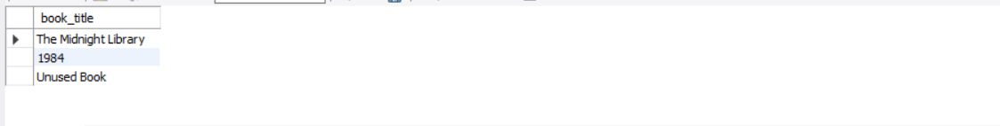 book_title
The Midnight Library
1984
Unused Book